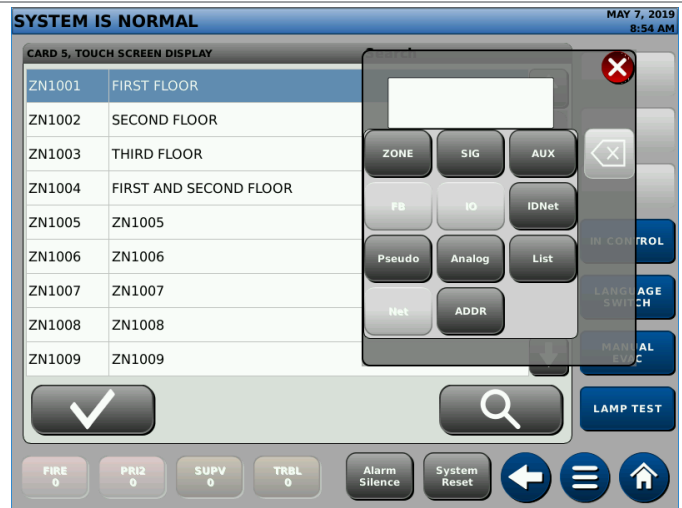 SYSTEM IS NORMAL
MAY 7, 2019
8:54 AM
CARD 5, TOUCH SCREEN DISPLAY
Search
ZN1001 FIRST FLOOR
ZN1002 SECOND FLOOR
ZN1003 THIRD FLOOR
ZN1004 FIRST AND SECOND FLOOR
ZN1005 ZN1005
ZN1006 ZN1006
ZN1007 ZN1007
ZN1008 ZN1008
ZN1009 ZN1009
ZONE SIG AUX
FB IO IDNet
Pseudo Analog List
Net ADDR
IN CONTROL
LANGUAGE
SWITCH
MANUAL
EVAC
LAMP TEST
FIRE
0
PRI2
0
SUPV
0
TRBL
0
Alarm
Silence
System
Reset